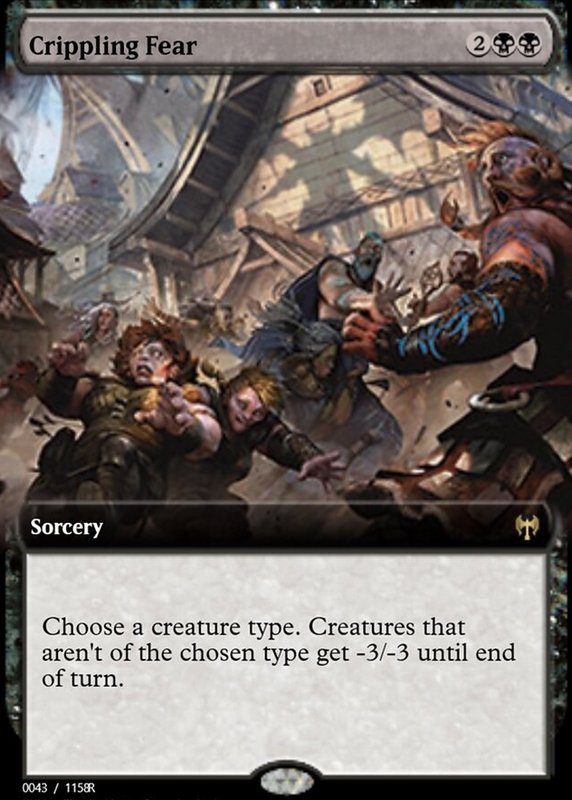 Crippling Fear
2
Sorcery
Choose a creature type. Creatures that
aren't of the chosen type get -3/-3 until end
of turn.
0043 / 1158R